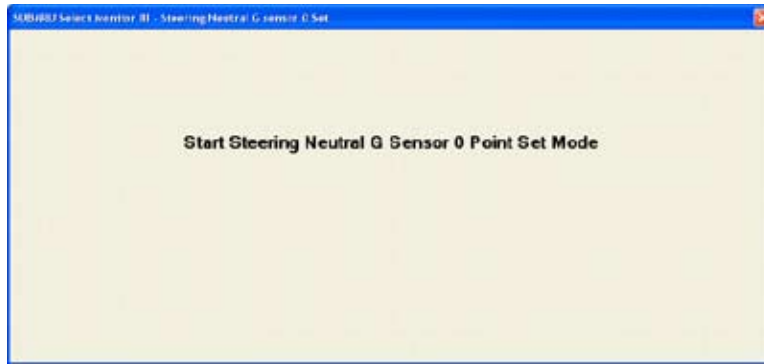 SUBARU Select Monitor III - Steering Neutral G sensor 0 Set
Start Steering Neutral G Sensor 0 Point Set Mode